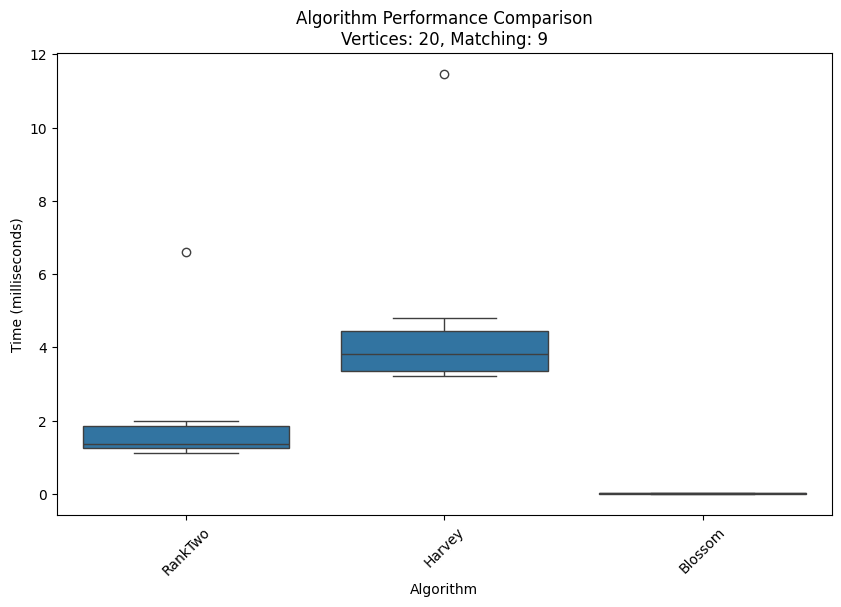 Algorithm Performance Comparison
Vertices: 20, Matching: 9
Time (milliseconds)
12
10
8
6
4
2
0
RankTwo
Harvey
Blossom
Algorithm